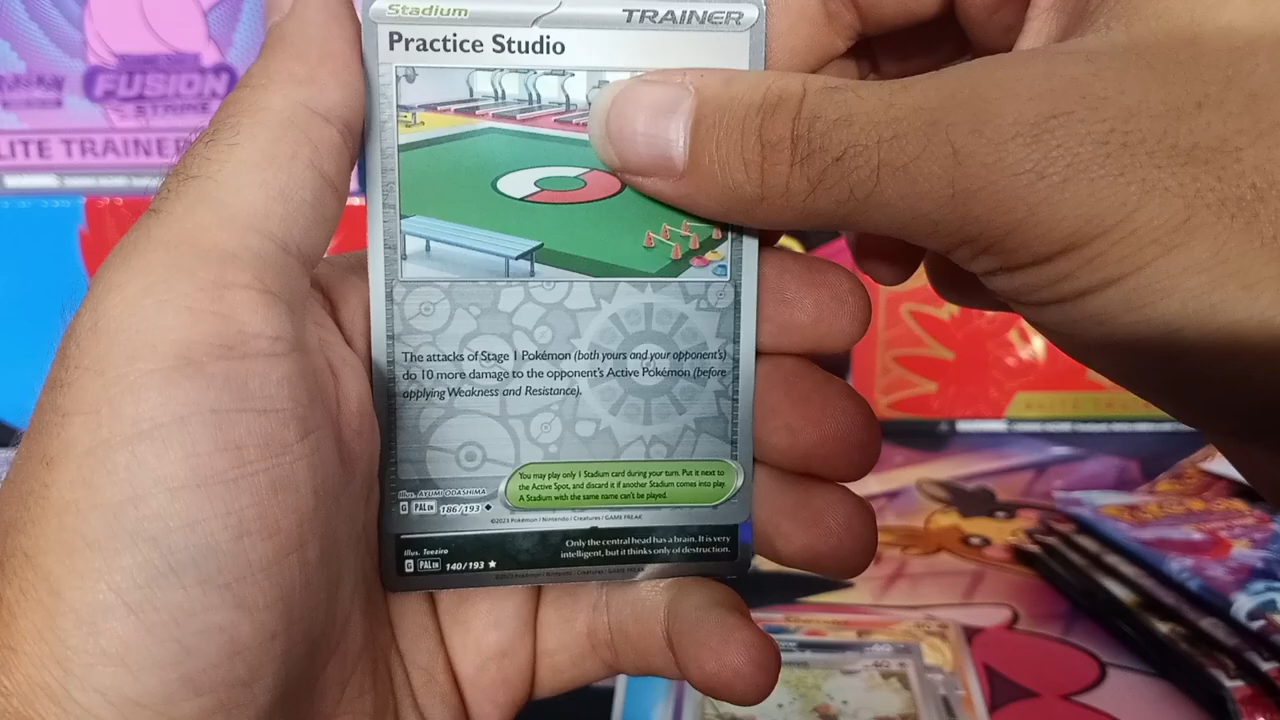 Stadium
TRAINER
Practice Studio
FUSION
STRIKE
LITE TRAINE
The attacks of Stage 1 Pokémon (both yours and your opponent's)
do 10 more damage to the opponent's Active Pokémon (before
applying Weakness and Resistance).
You may play only 1 Stadium card during your turn. Put it next to
the Active Spot, and discard it if another Stadium comes into play.
A Stadium with the same name can't be played.
Illus. AYUMI ODASHIMA
G PAL EN 186/193
©2023 Pokémon / Nintendo / Creatures / GAME FREAK
Only the central head has a brain. It is very
intelligent, but it thinks only of destruction.
Illus. Teeziro
G PAL EN 140/193